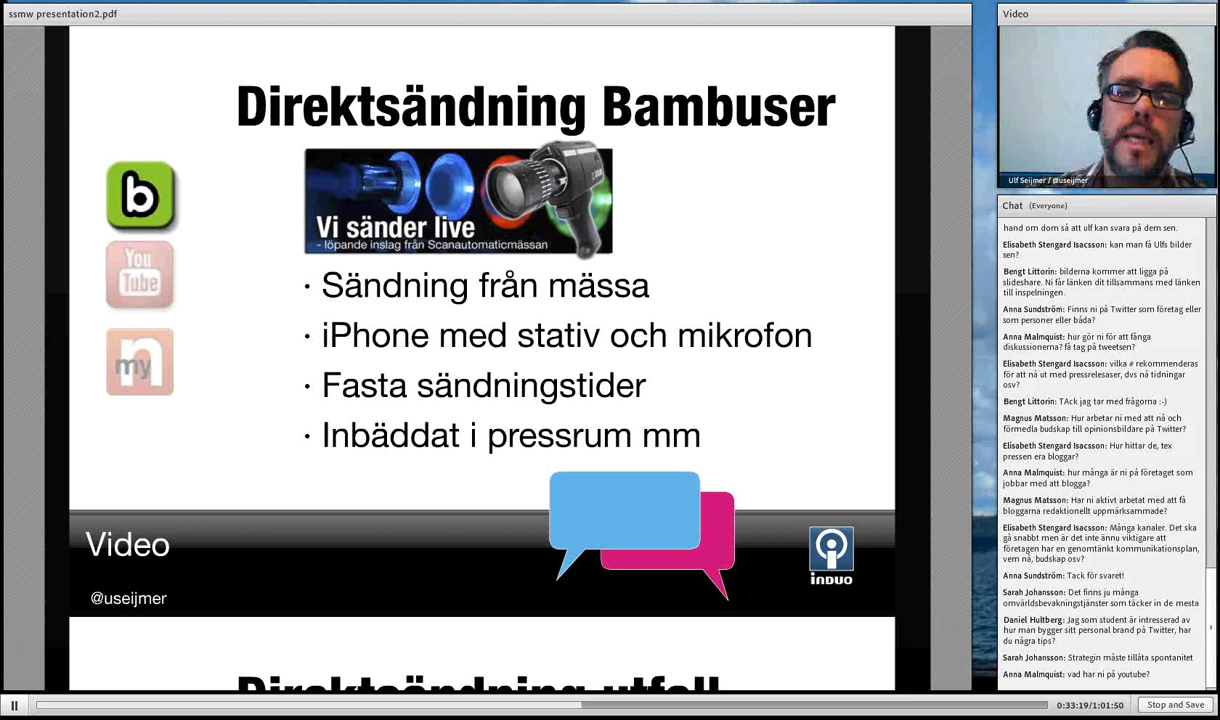 ssmw presentation2.pdf
Direktsändning Bambuser
b
You
Tube
my
n
Vi sänder live
- löpande inslag från Scanautomaticmässan
· Sändning från mässa
· iPhone med stativ och mikrofon
· Fasta sändningstider
· Inbäddat i pressrum mm
Video
@useijmer
INDUO
Direktsändning utfall
Video
Ulf Seijmer / @useijmer
Chat (Everyone)
hand om dom så att ulf kan svara på dem sen.
Elisabeth Stengard Isacsson: kan man få Ulfs bilder
sen?
Bengt Littorin: bilderna kommer att ligga på
slideshare. Ni får länken dit tillsammans med länken
till inspelningen.
Anna Sundström: Finns ni på Twitter som företag eller
som personer eller båda?
Anna Malmquist: hur gör ni för att fånga
diskussionerna? få tag på tweetsen?
Elisabeth Stengard Isacsson: vilka # rekommenderas
för att nå ut med pressrelesaser, dvs nå tidningar
osv?
Bengt Littorin: TAck jag tar med frågorna :-)
Magnus Matsson: Hur arbetar ni med att nå och
förmedla budskap till opinionsbildare på Twitter?
Elisabeth Stengard Isacsson: Hur hittar de, tex
pressen era bloggar?
Anna Malmquist: hur många är ni på företaget som
jobbar med att blogga?
Magnus Matsson: Har ni aktivt arbetat med att få
bloggarna redaktionellt uppmärksammade?
Elisabeth Stengard Isacsson: Många kanaler. Det ska
gå snabbt men är det inte ännu viktigare att
företagen har en genomtänkt kommunikationsplan,
vem nå, budskap osv?
Anna Sundström: Tack för svaret!
Sarah Johansson: Det finns ju många
omvärldsbevakningstjänster som täcker in de mesta
Daniel Hultberg: Jag som student är intresserad av
hur man bygger sitt personal brand på Twitter, har
du några tips?
Sarah Johansson: Strategin måste tillåta spontanitet
Anna Malmquist: vad har ni på youtube?
0:33:19/1:01:50
Stop and Save